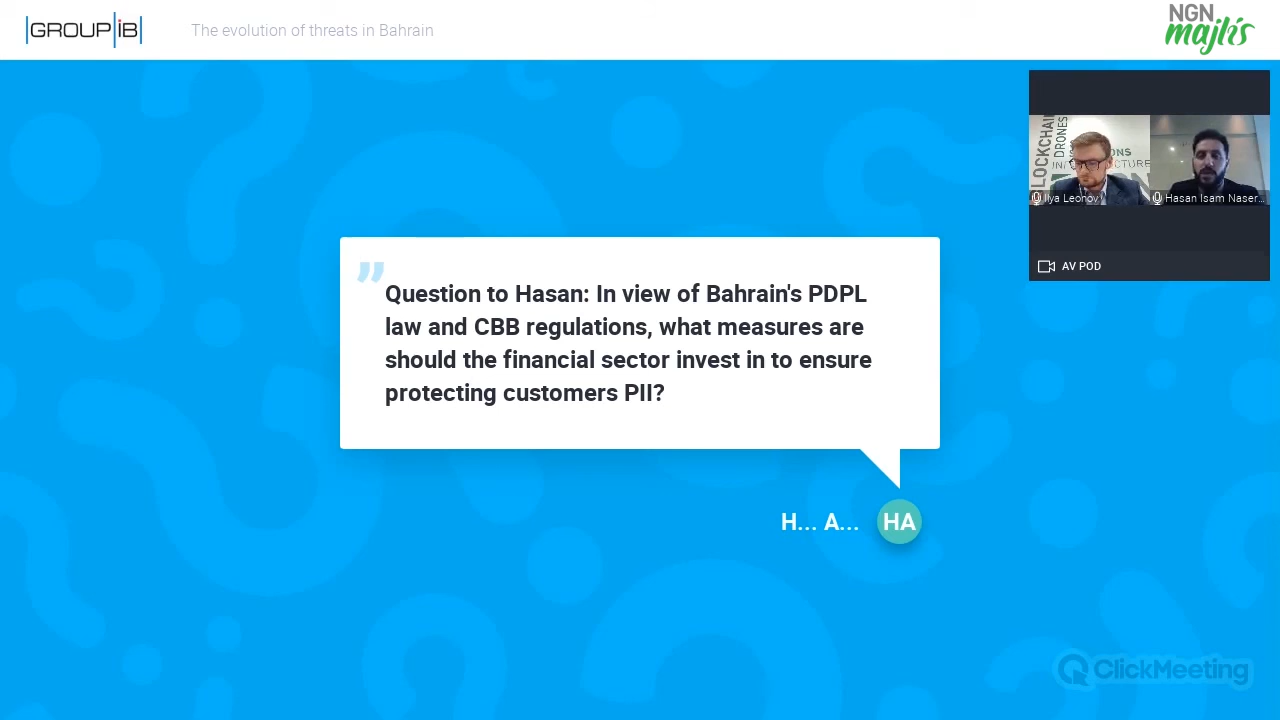 GROUP iB
The evolution of threats in Bahrain
NGN
majlis
LOCKCHAIN
DRONES
Ilya Leonov
Hasan Isam Naser...
AV POD
Question to Hasan: In view of Bahrain's PDPL
law and CBB regulations, what measures are
should the financial sector invest in to ensure
protecting customers PII?
H... A...
HA
ClickMeeting